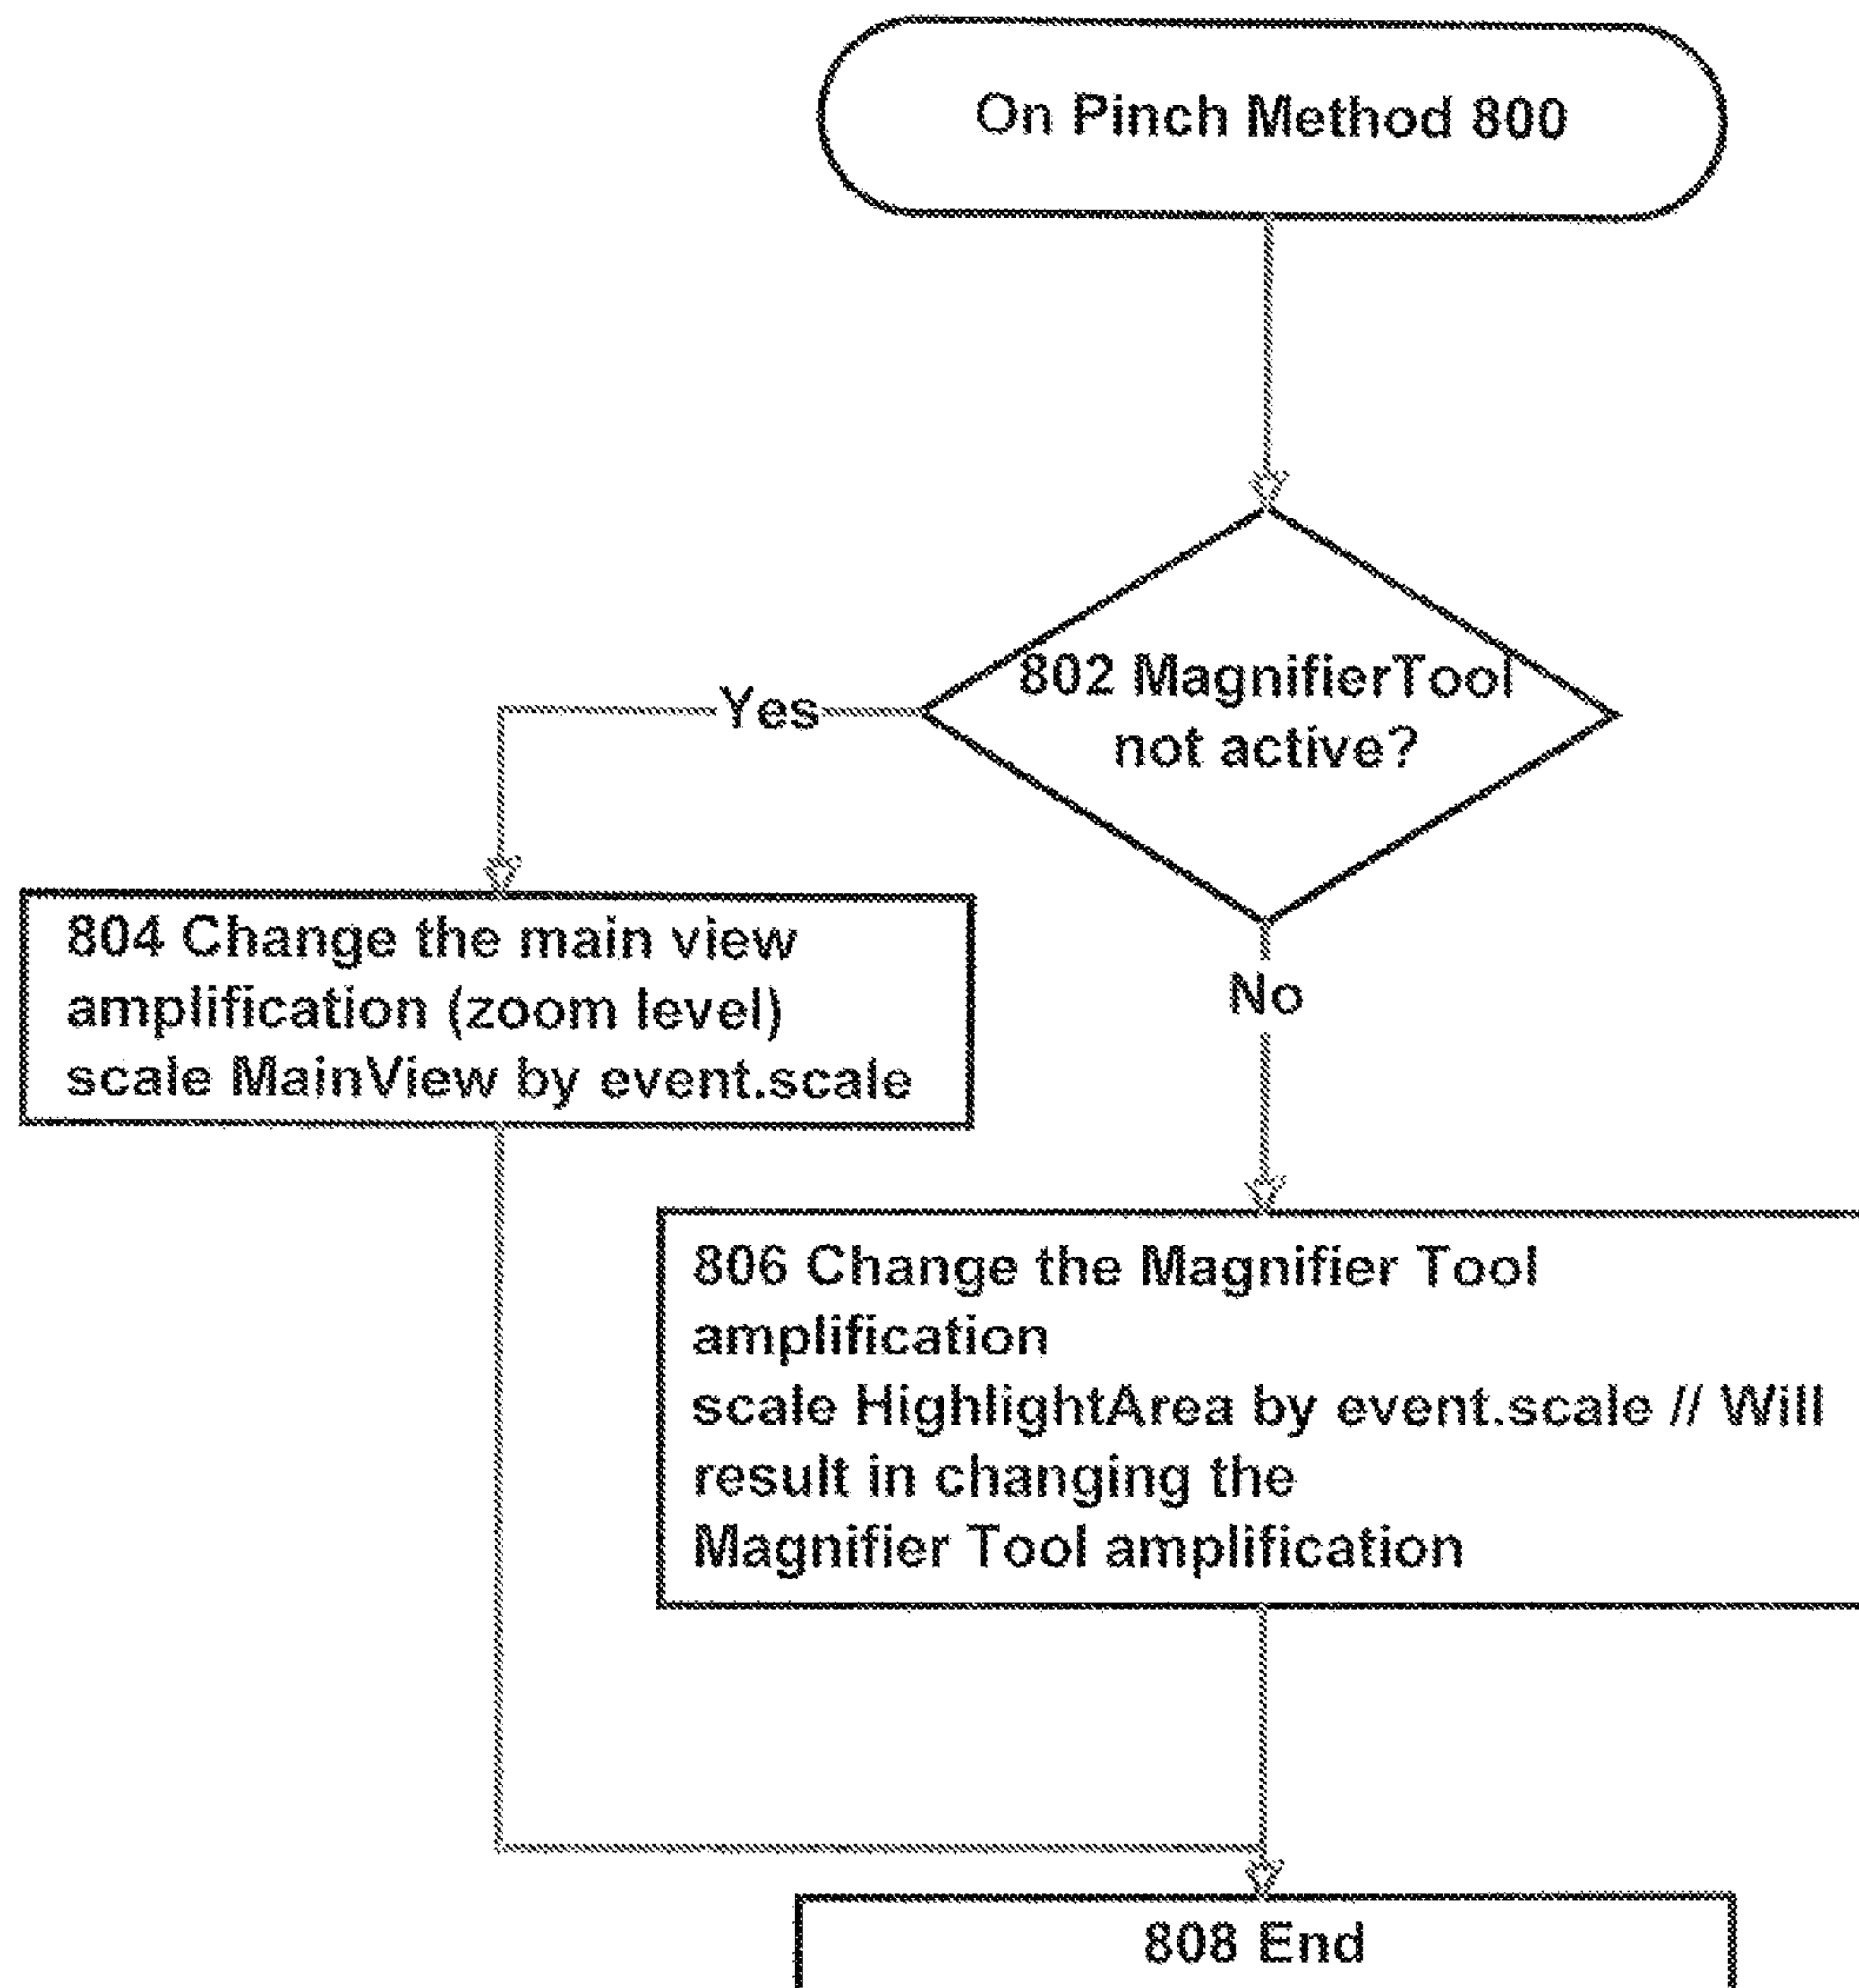 On Pinch Method 800
802 MagnifierTool
not active?
Yes
No
804 Change the main view
amplification (zoom level)
scale MainView by event.scale
806 Change the Magnifier Tool
amplification
scale HighlightArea by event.scale // Will
result in changing the
Magnifier Tool amplification
808 End